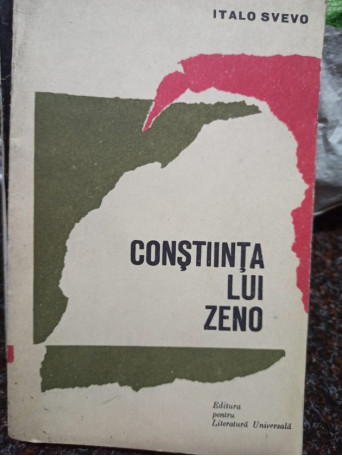 ITALO SVEVO
CONŞTIINŢA
LUI
ZENO
Editura
pentru
Literatură Universală